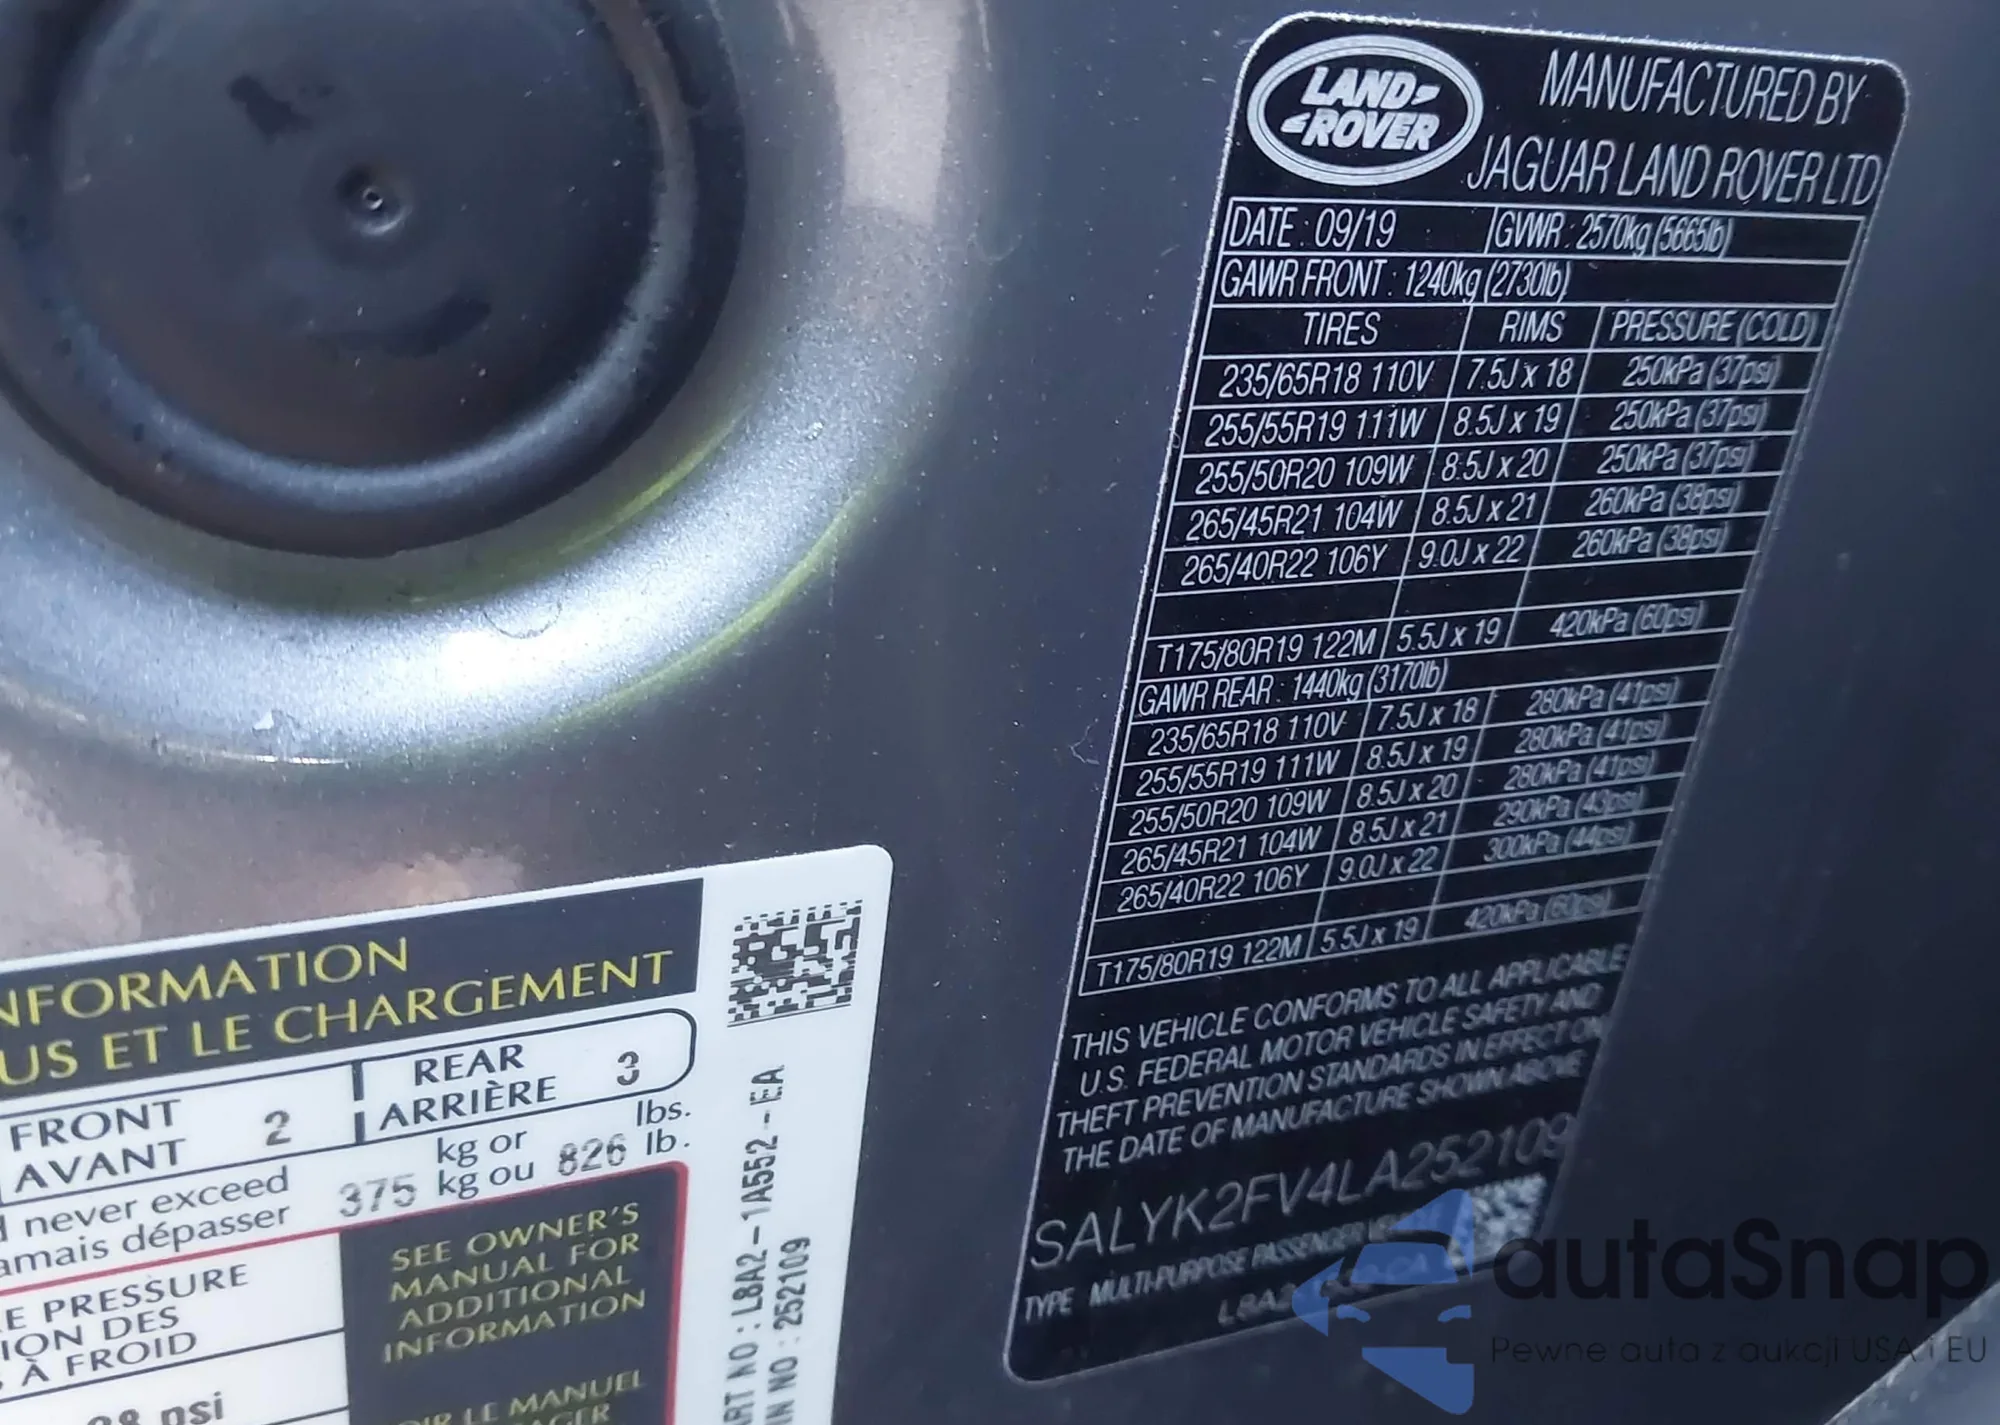 LAND-
ROVER
MANUFACTURED BY
JAGUAR LAND ROVER LTD
DATE : 09/19 GVWR : 2570kg (5665lb)
GAWR FRONT : 1240kg (2730lb)
TIRES RIMS PRESSURE (COLD)
235/65R18 110V 7.5J x 18 250kPa (37psi)
255/55R19 111W 8.5J x 19 250kPa (37psi)
255/50R20 109W 8.5J x 20 250kPa (37psi)
265/45R21 104W 8.5J x 21 260kPa (38psi)
265/40R22 106Y 9.0J x 22 260kPa (38psi)
T175/80R19 122M 5.5J x 19 420kPa (60psi)
GAWR REAR : 1440kg (3170lb)
235/65R18 110V 7.5J x 18 280kPa (41psi)
255/55R19 111W 8.5J x 19 280kPa (41psi)
255/50R20 109W 8.5J x 20 280kPa (41psi)
265/45R21 104W 8.5J x 21 290kPa (43psi)
265/40R22 106Y 9.0J x 22 300kPa (44psi)
T175/80R19 122M 5.5J x 19 420kPa (60psi)
THIS VEHICLE CONFORMS TO ALL APPLICABLE
U.S. FEDERAL MOTOR VEHICLE SAFETY AND
THEFT PREVENTION STANDARDS IN EFFECT ON
THE DATE OF MANUFACTURE SHOWN ABOVE
SALYK2FV4LA252109
TYPE MULTI-PURPOSE PASSENGER
NFORMATION
US ET LE CHARGEMENT
FRONT
AVANT 2
REAR
ARRIÈRE 3
never exceed
amais dépasser 375
kg or
kg ou 826
lbs.
lb.
E PRESSURE
ION DES
À FROID
psi
SEE OWNER'S
MANUAL FOR
ADDITIONAL
INFORMATION
LE MANUEL
ART NO : L8A2-1A552-EA
IN NO : 252109
autaSnap
Pewne auta z aukcji USA i EU